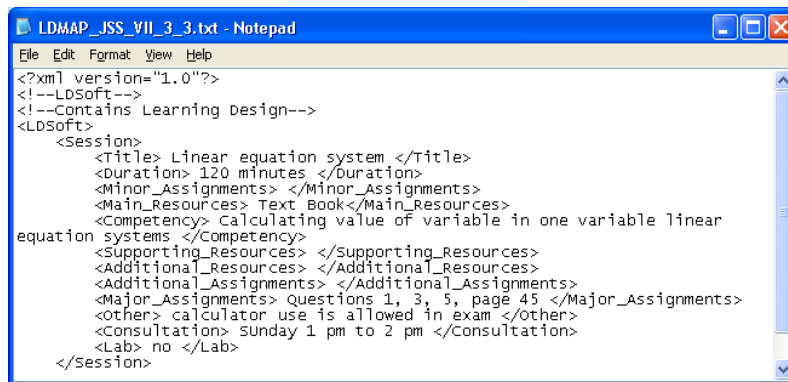 LDMAP_JSS_VII_3_3.txt - Notepad
File Edit Format View Help
<?xml version="1.0"?>
<!--LDSoft-->
<!--Contains Learning Design-->
<LDSoft>
<Session>
<Title> Linear equation system </Title>
<Duration> 120 minutes </Duration>
<Minor_Assignments> </Minor_Assignments>
<Main_Resources> Text Book</Main_Resources>
<Competency> Calculating value of variable in one variable linear
equation systems </Competency>
<Supporting_Resources> </Supporting_Resources>
<Additional_Resources> </Additional_Resources>
<Additional_Assignments> </Additional_Assignments>
<Major_Assignments> Questions 1, 3, 5, page 45 </Major_Assignments>
<Other> calculator use is allowed in exam </Other>
<Consultation> SUnday 1 pm to 2 pm </Consultation>
<Lab> no </Lab>
</Session>